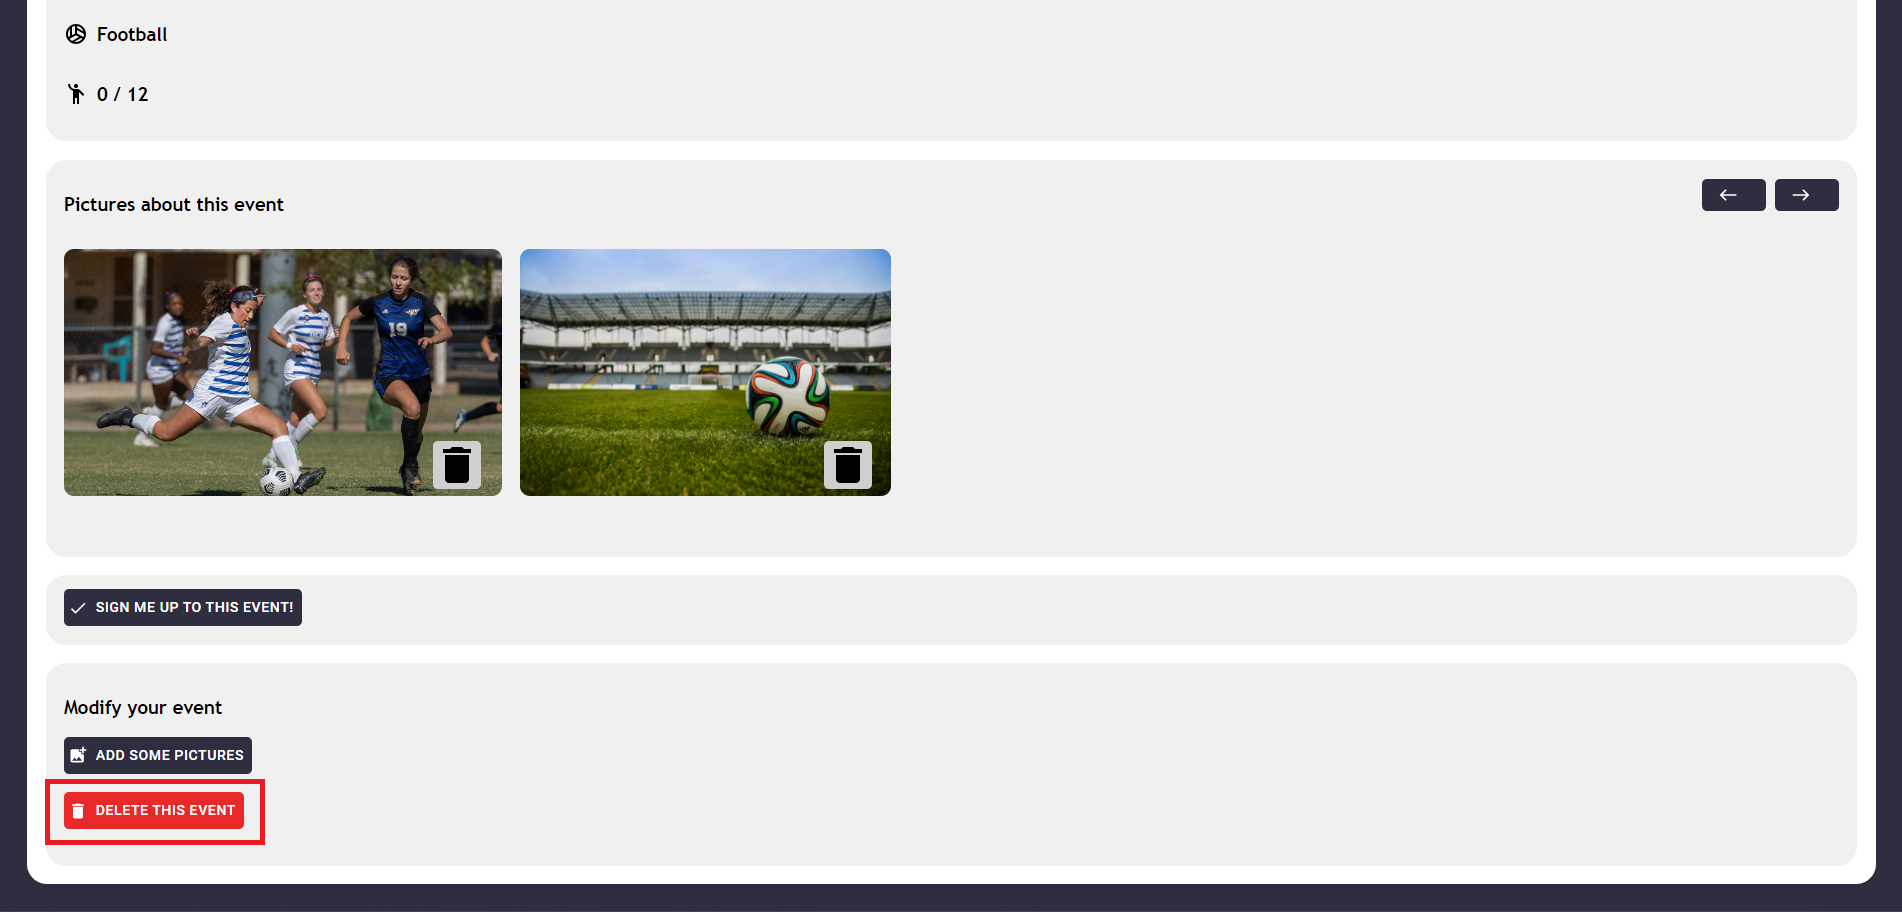 Football
0 / 12
Pictures about this event
19
SIGN ME UP TO THIS EVENT!
Modify your event
ADD SOME PICTURES
DELETE THIS EVENT